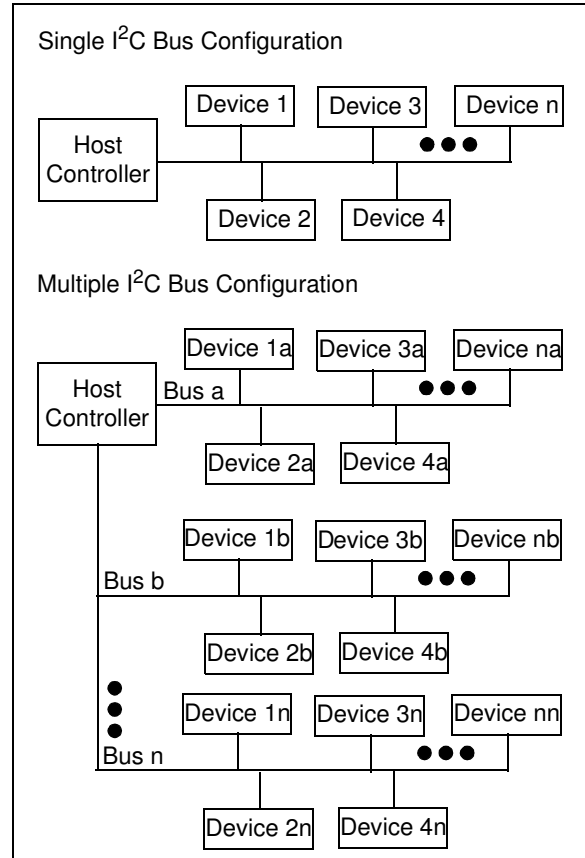 Single I²C Bus Configuration
Device 1
Device 3
Device n
Host
Controller
Device 2
Device 4
Multiple I²C Bus Configuration
Device 1a
Device 3a
Device na
Host
Controller
Bus a
Device 2a
Device 4a
Device 1b
Device 3b
Device nb
Bus b
Device 2b
Device 4b
Device 1n
Device 3n
Device nn
Bus n
Device 2n
Device 4n